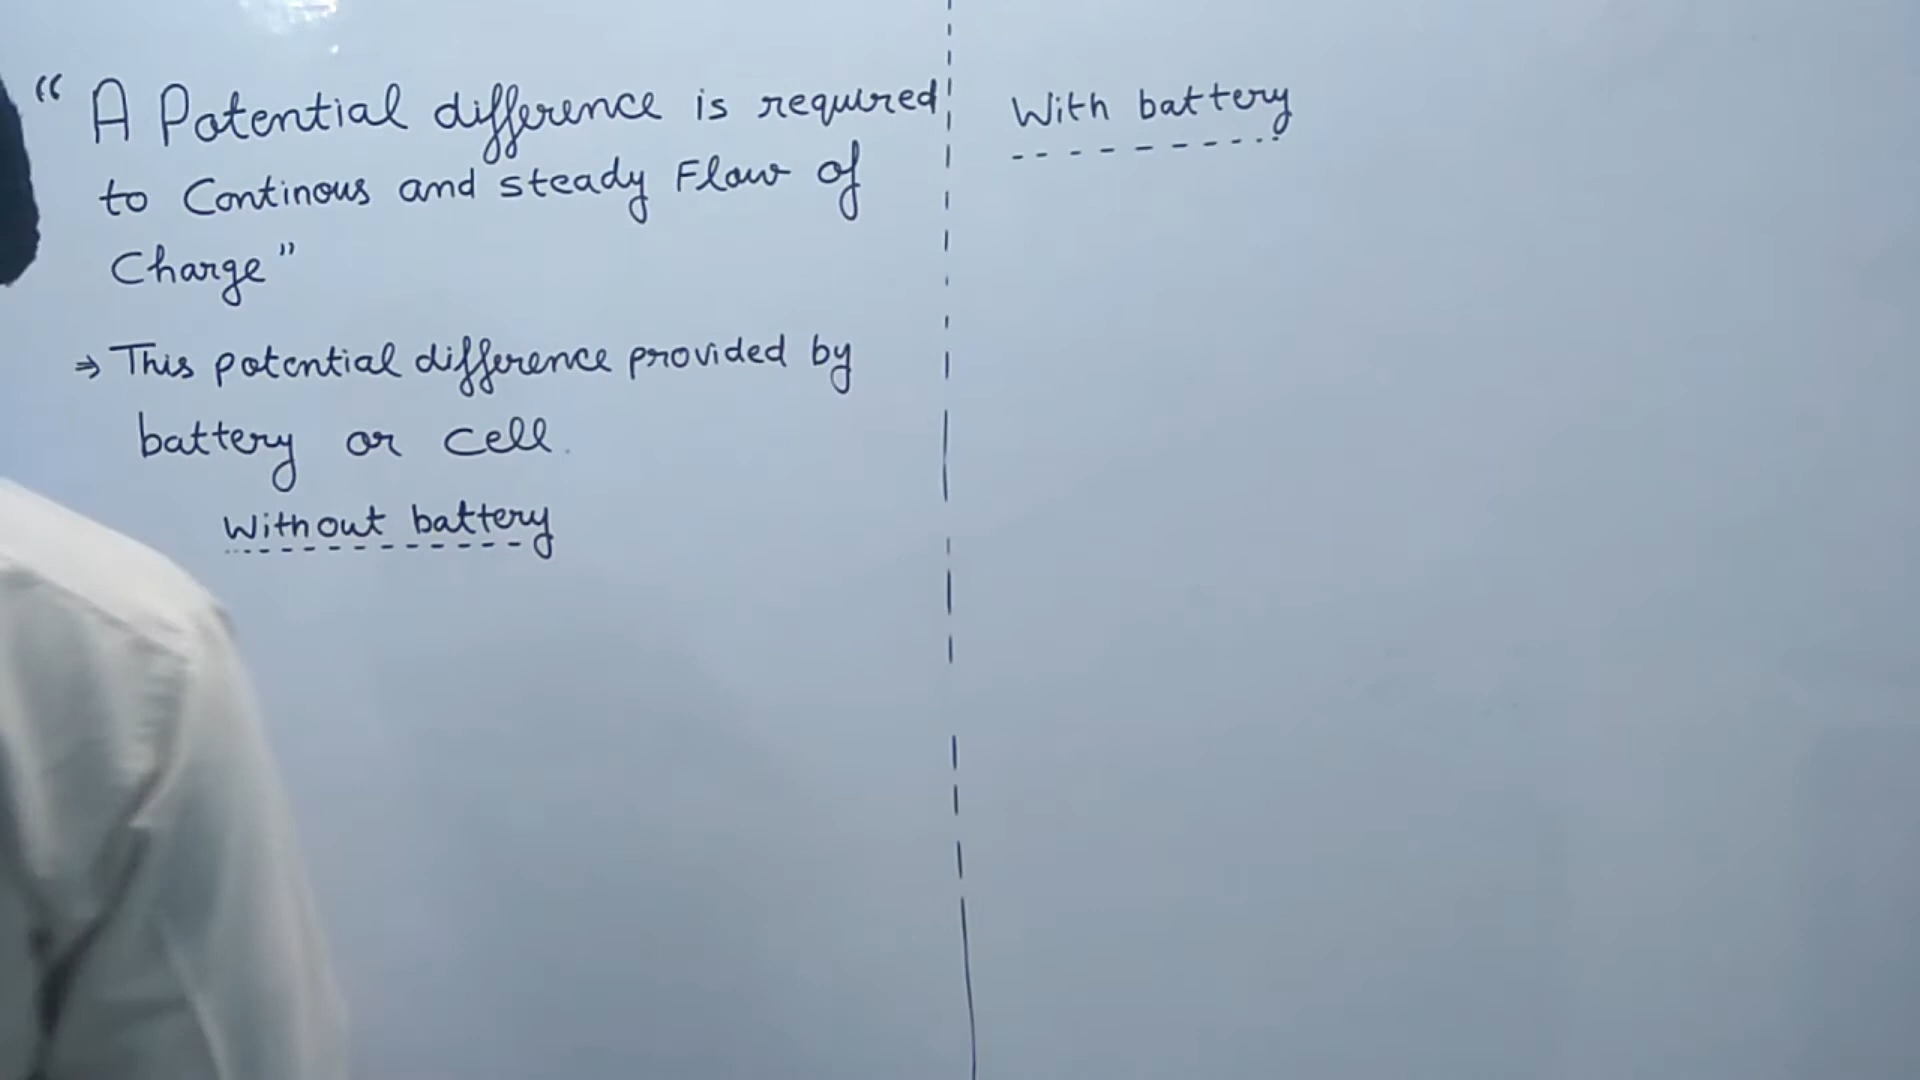 “ A Potential difference is required
to Continous and steady Flow of
Charge”
⇒ This potential difference provided by
battery or cell.
Without battery
With battery